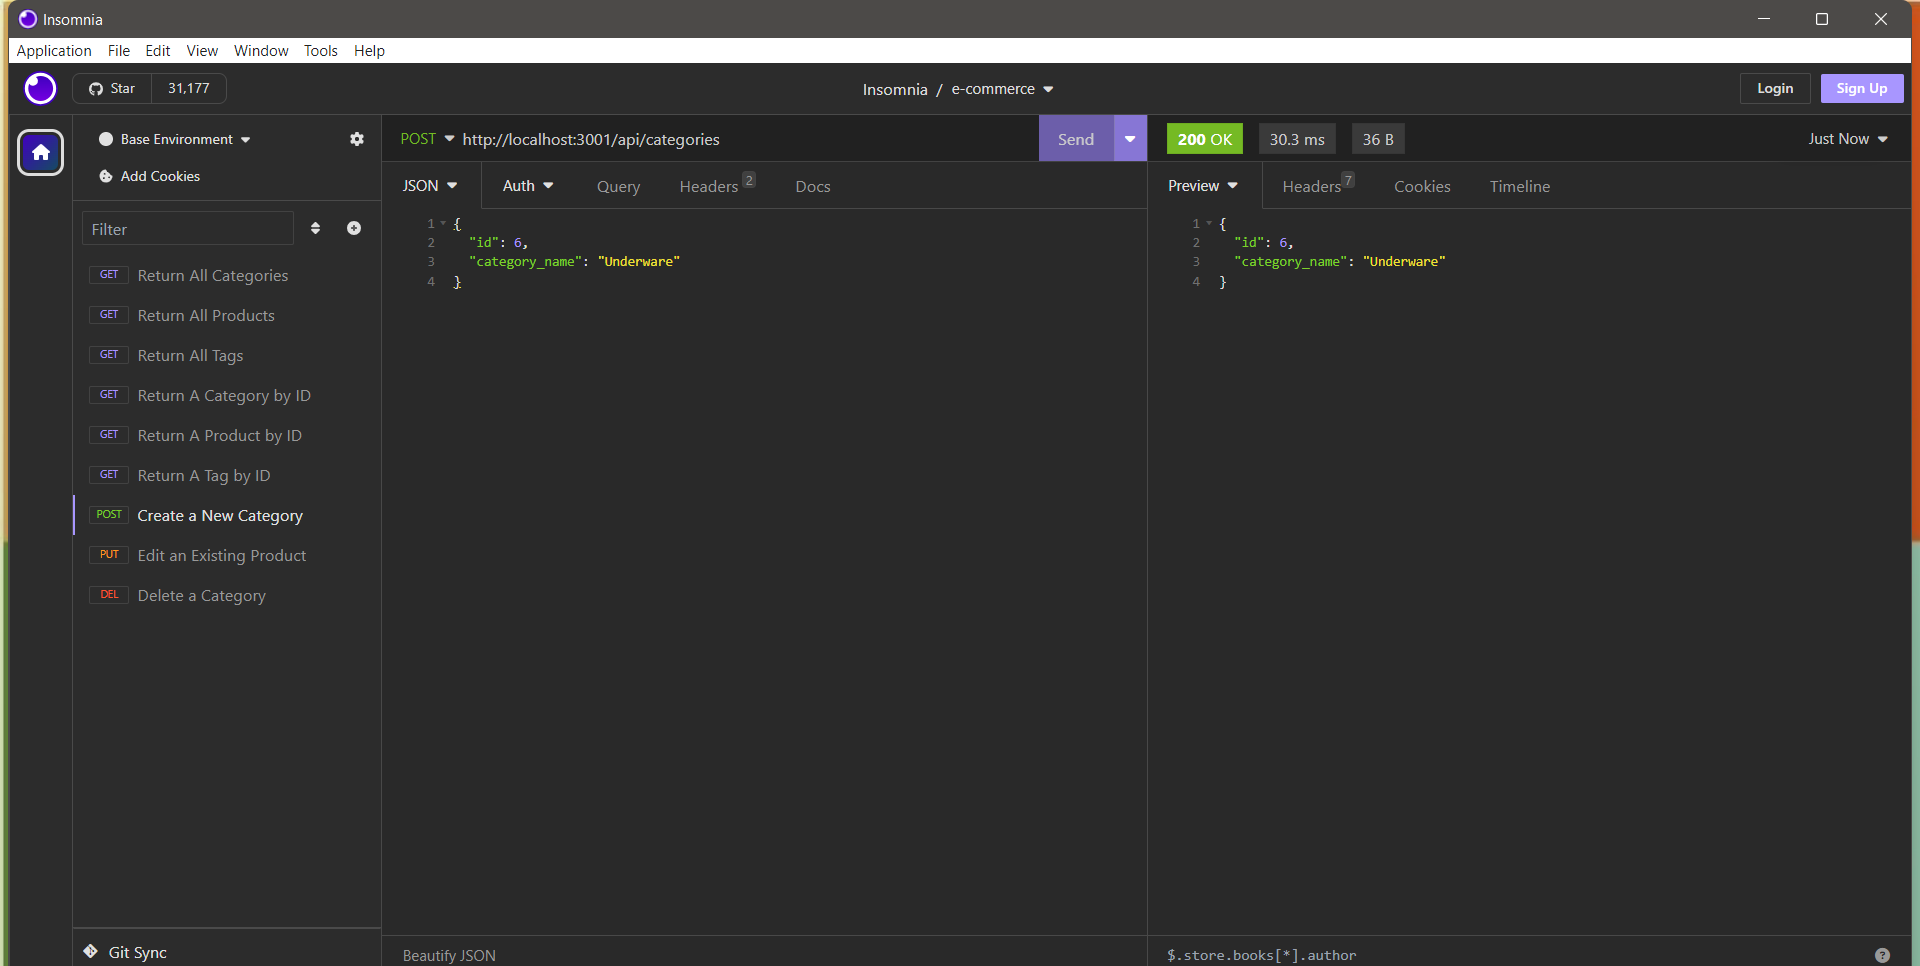 Insomnia
Application File Edit View Window Tools Help
Star 31,177
Insomnia / e-commerce
Login Sign Up
Base Environment
Add Cookies
Filter
GET Return All Categories
GET Return All Products
GET Return All Tags
GET Return A Category by ID
GET Return A Product by ID
GET Return A Tag by ID
POST Create a New Category
PUT Edit an Existing Product
DEL Delete a Category
Git Sync
POST http://localhost:3001/api/categories Send
JSON Auth Query Headers 2 Docs
1 {
2 "id": 6,
3 "category_name": "Underware"
4 }
Beautify JSON
200 OK 30.3 ms 36 B Just Now
Preview Headers 7 Cookies Timeline
1 {
2 "id": 6,
3 "category_name": "Underware"
4 }
$.store.books[*].author ?